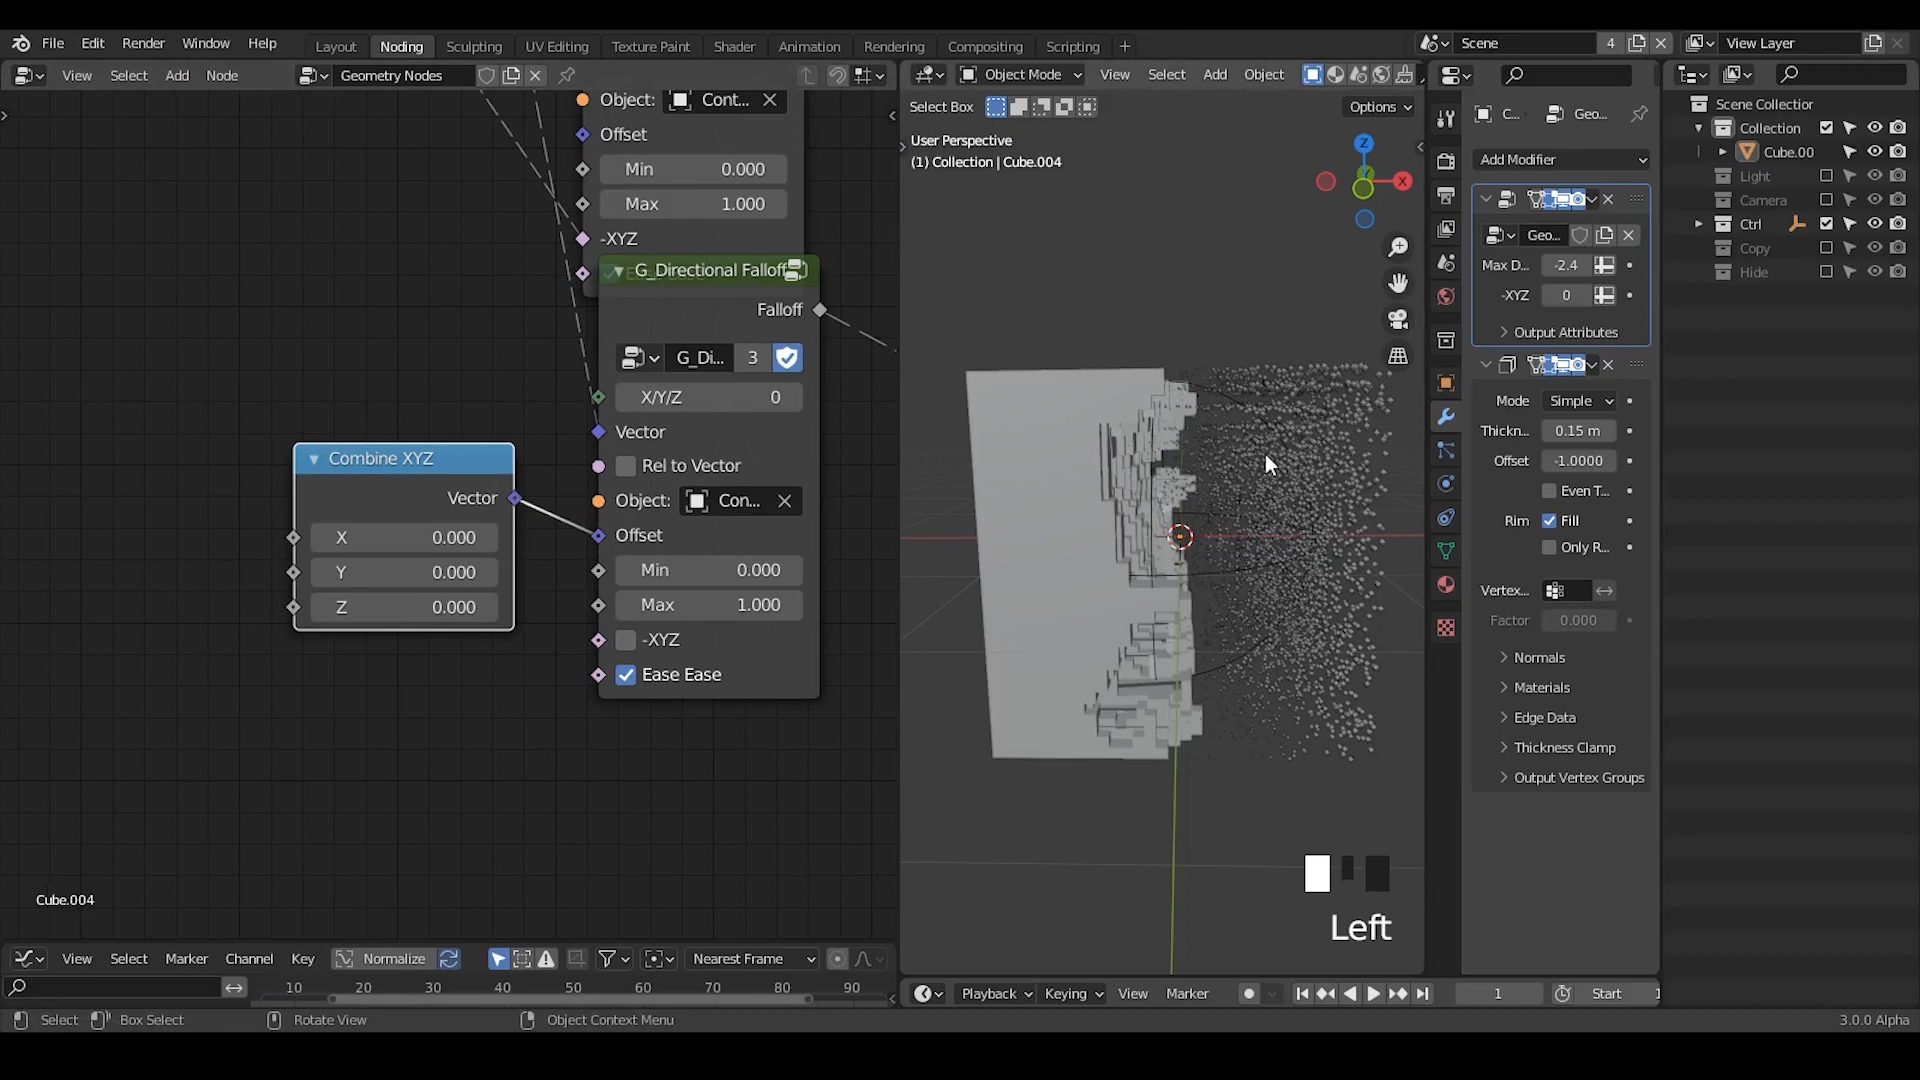 File Edit Render Window Help Layout Noding Sculpting UV Editing Texture Paint Shader Animation Rendering Compositing Scripting + Scene 4 View Layer
View Select Add Node Geometry Nodes Object Mode View Select Add Object
Object: Cont...
Offset
Min 0.000
Max 1.000
-XYZ
G_Directional Falloff
Falloff
G_Di... 3
X/Y/Z 0
Vector
Rel to Vector
Object: Con...
Offset
Min 0.000
Max 1.000
-XYZ
Ease Ease
Combine XYZ
Vector
X 0.000
Y 0.000
Z 0.000
Cube.004
Select Box Options
User Perspective
(1) Collection | Cube.004
Z
X
Left
C... Geo...
Add Modifier
Geo...
Max D... -2.4
-XYZ 0
Output Attributes
Mode Simple
Thickn... 0.15 m
Offset -1.0000
Even T...
Rim Fill
Only R...
Vertex...
Factor 0.000
Normals
Materials
Edge Data
Thickness Clamp
Output Vertex Groups
Scene Collectior
Collection
Cube.00
Light
Camera
Ctrl
Copy
Hide
View Select Marker Channel Key Normalize Nearest Frame
10 20 30 40 50 60 70 80 90
Playback Keying View Marker 1 Start 1
Select Box Select Rotate View Object Context Menu 3.0.0 Alpha